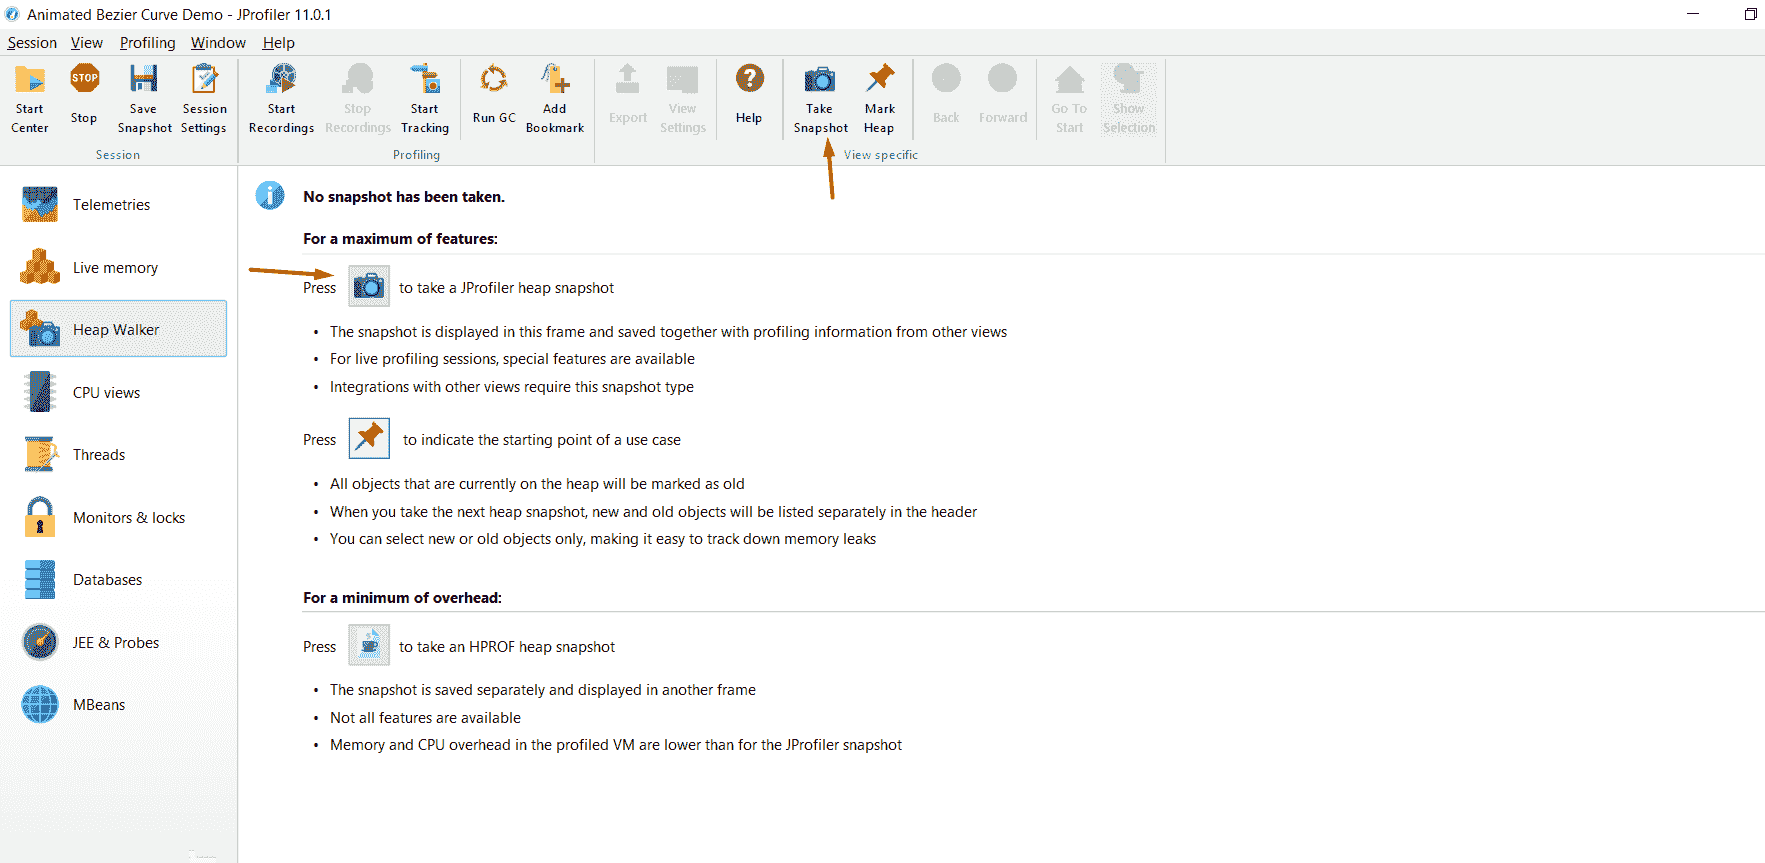 Animated Bezier Curve Demo - JProfiler 11.0.1
Session View Profiling Window Help
STOP
Start Center
Stop
Save Snapshot
Session Settings
Start Recordings
Stop Recordings
Start Tracking
Run GC
Add Bookmark
Export
View Settings
Help
Take Snapshot
Mark Heap
Back
Forward
Go To Start
Show Selection
Session
Profiling
View specific
Telemetries
Live memory
Heap Walker
CPU views
Threads
Monitors & locks
Databases
JEE & Probes
MBeans
No snapshot has been taken.
For a maximum of features:
Press to take a JProfiler heap snapshot
• The snapshot is displayed in this frame and saved together with profiling information from other views
• For live profiling sessions, special features are available
• Integrations with other views require this snapshot type
Press to indicate the starting point of a use case
• All objects that are currently on the heap will be marked as old
• When you take the next heap snapshot, new and old objects will be listed separately in the header
• You can select new or old objects only, making it easy to track down memory leaks
For a minimum of overhead:
Press to take an HPROF heap snapshot
• The snapshot is saved separately and displayed in another frame
• Not all features are available
• Memory and CPU overhead in the profiled VM are lower than for the JProfiler snapshot